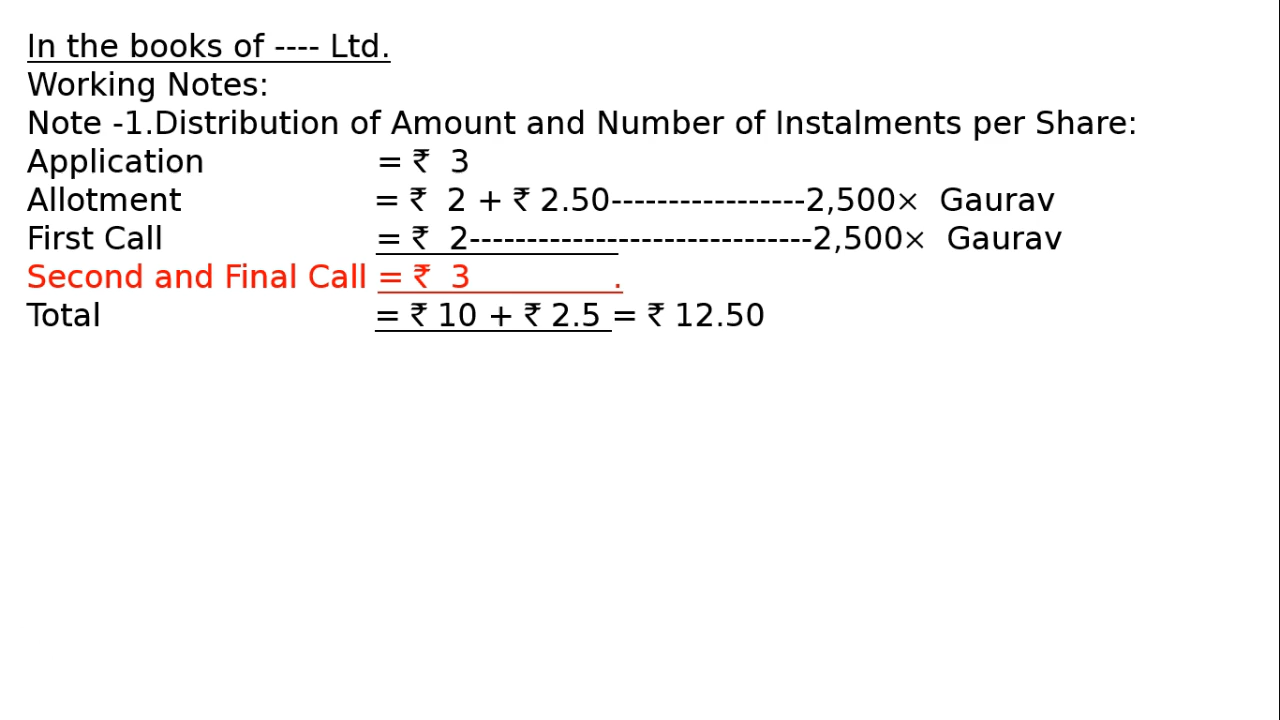 In the books of ---- Ltd.
Working Notes:
Note -1.Distribution of Amount and Number of Instalments per Share:
Application = ₹ 3
Allotment = ₹ 2 + ₹ 2.50-----------------2,500× Gaurav
First Call = ₹ 2------------------------------2,500× Gaurav
Second and Final Call = ₹ 3 .
Total = ₹ 10 + ₹ 2.5 = ₹ 12.50